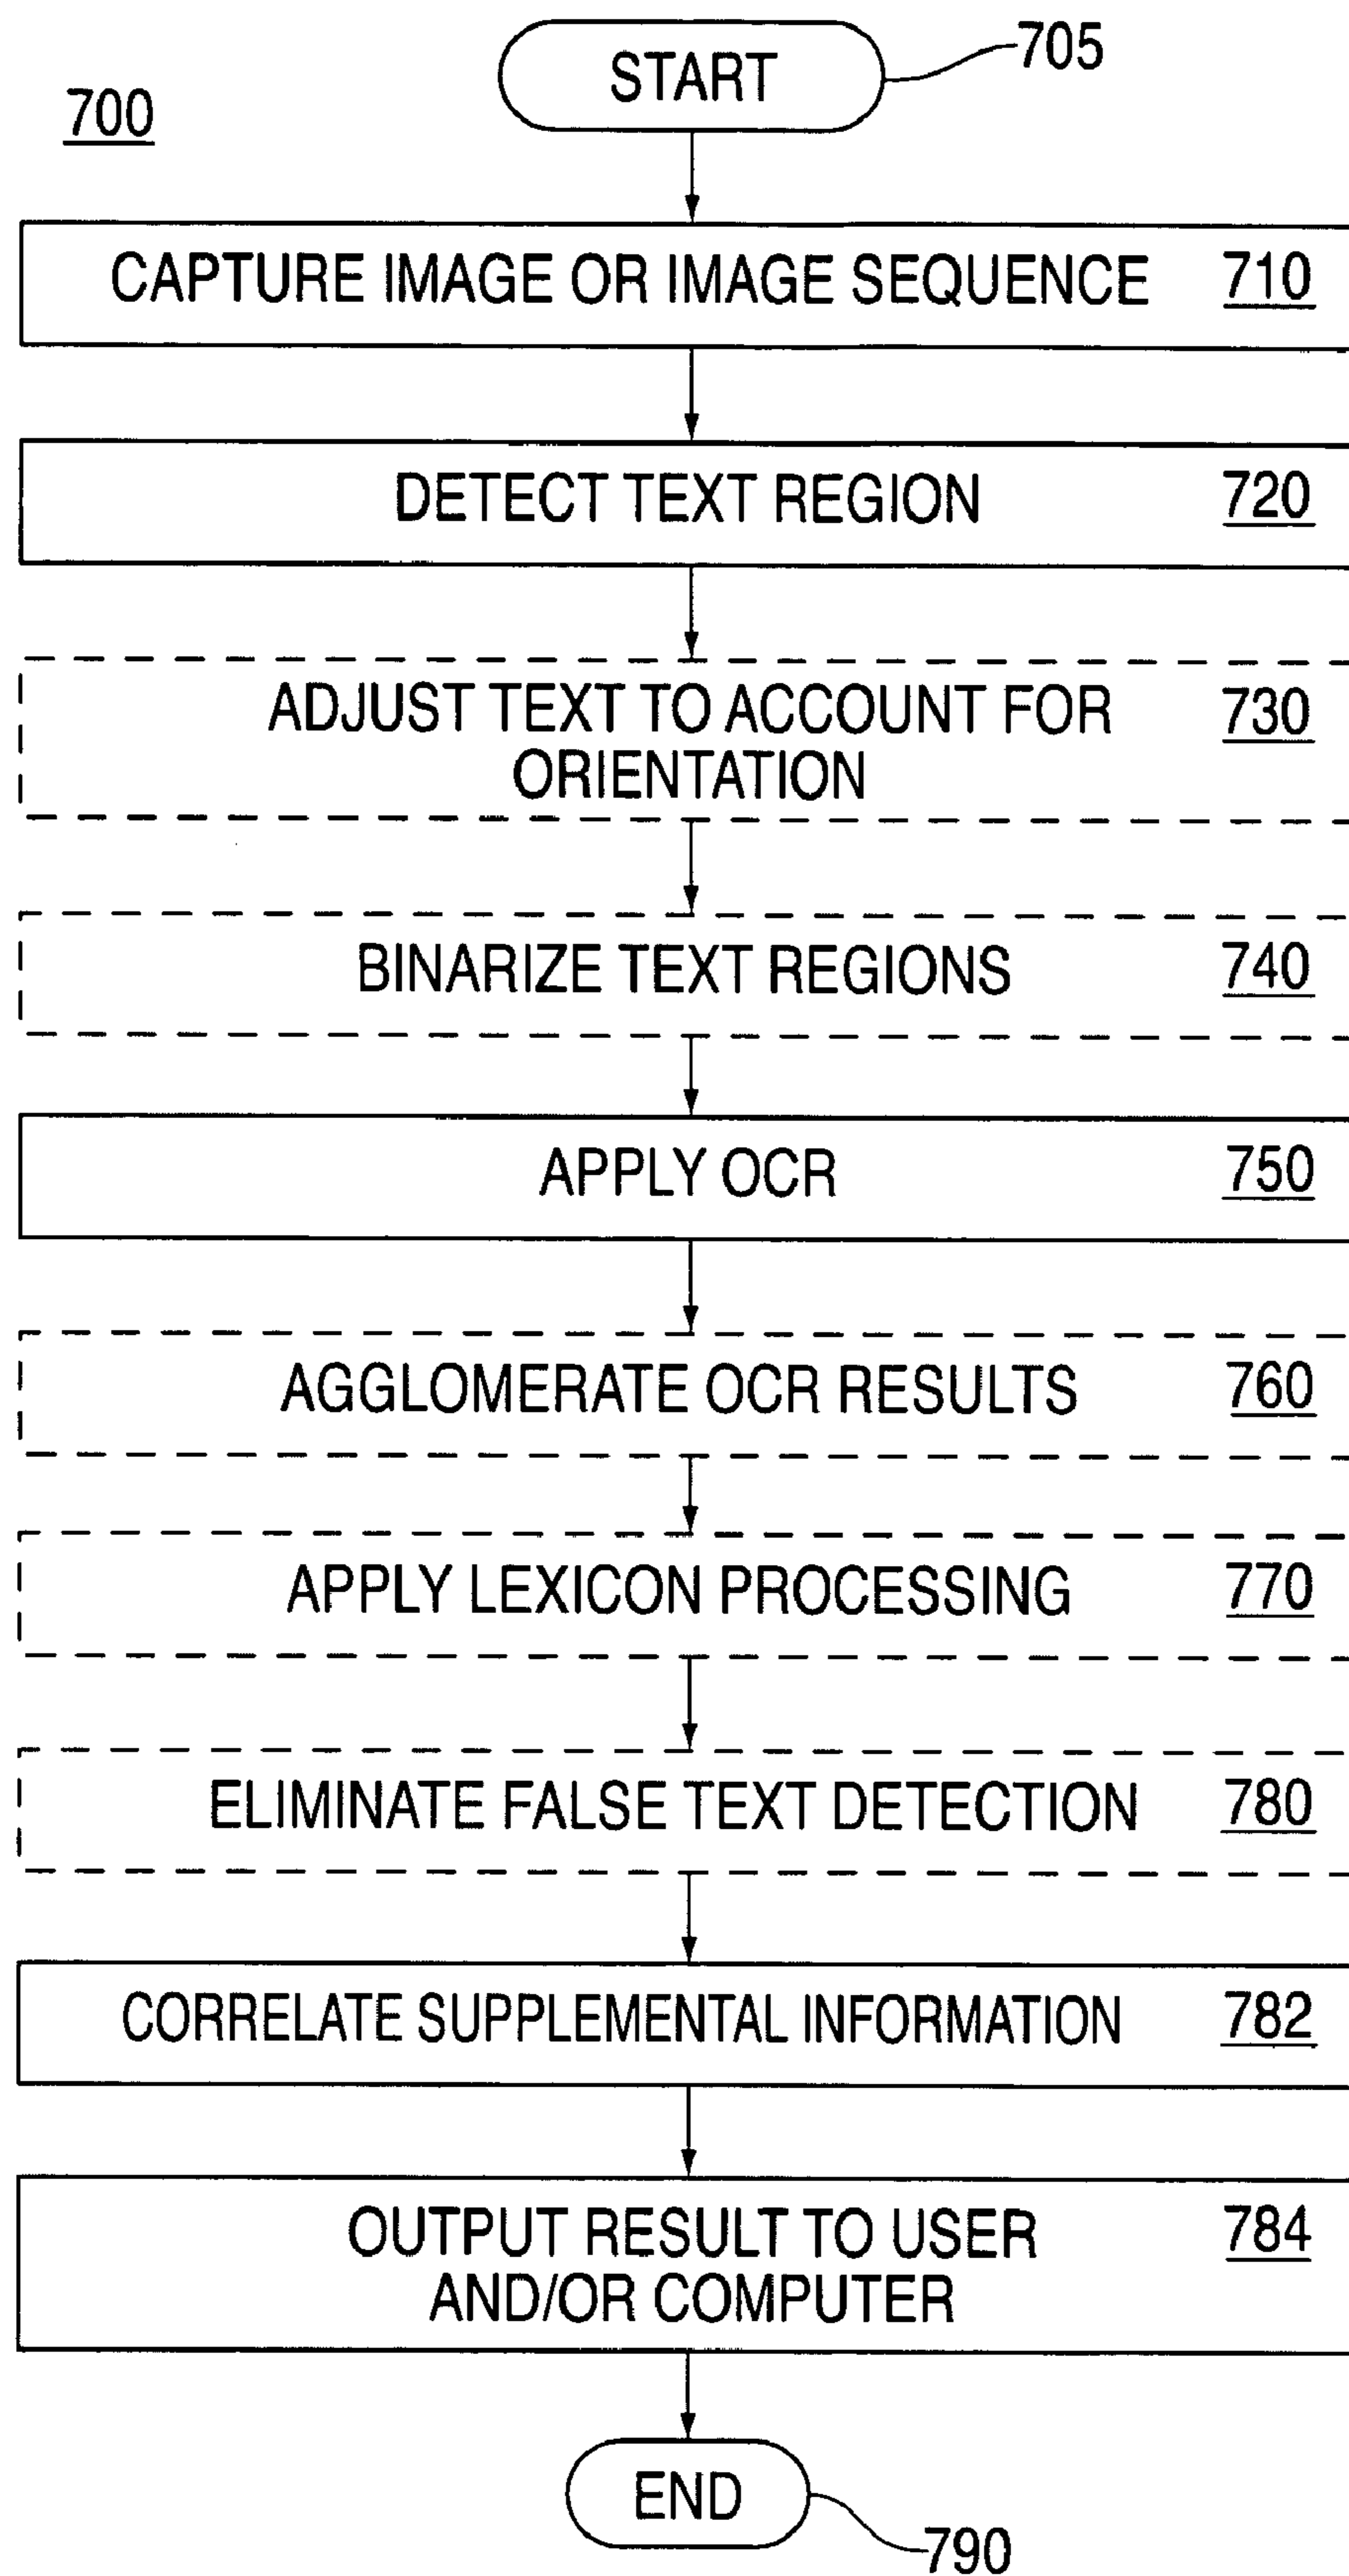 START
705
700
CAPTURE IMAGE OR IMAGE SEQUENCE 710
DETECT TEXT REGION 720
ADJUST TEXT TO ACCOUNT FOR 730
ORIENTATION
BINARIZE TEXT REGIONS 740
APPLY OCR 750
AGGLOMERATE OCR RESULTS 760
APPLY LEXICON PROCESSING 770
ELIMINATE FALSE TEXT DETECTION 780
CORRELATE SUPPLEMENTAL INFORMATION 782
OUTPUT RESULT TO USER 784
AND/OR COMPUTER
END
790